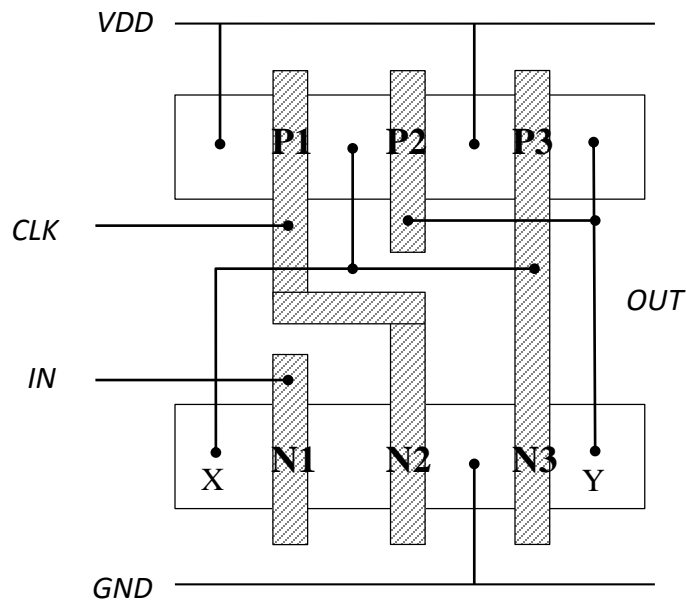 VDD
P1 P2 P3
CLK
OUT
IN
X N1 N2 N3 Y
GND